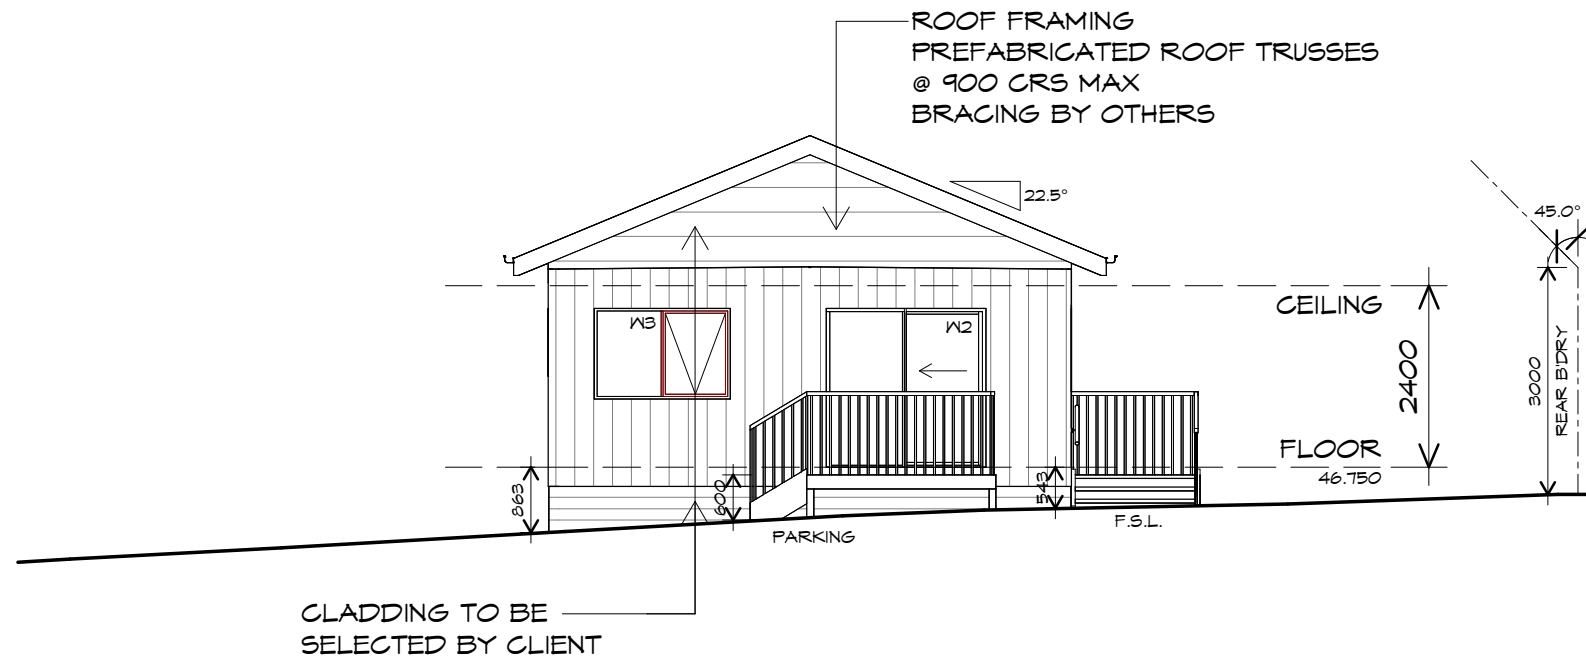 ROOF FRAMING
PREFABRICATED ROOF TRUSSES
@ 900 CRS MAX
BRACING BY OTHERS
22.5°
45.0°
CEILING
W3
W2
2400
3000
REAR B'DRY
FLOOR
46.750
863
600
543
F.S.L.
PARKING
CLADDING TO BE
SELECTED BY CLIENT